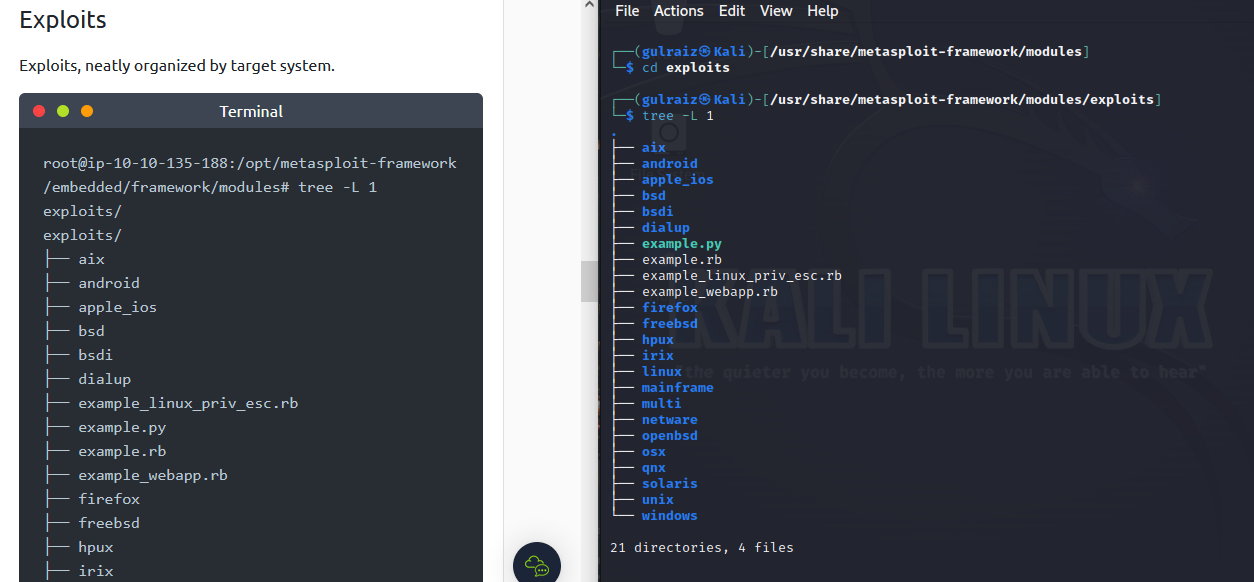 Exploits
Exploits, neatly organized by target system.
Terminal
root@ip-10-10-135-188:/opt/metasploit-framework
/embedded/framework/modules# tree -L 1
exploits/
exploits/
├── aix
├── android
├── apple_ios
├── bsd
├── bsdi
├── dialup
├── example_linux_priv_esc.rb
├── example.py
├── example.rb
├── example_webapp.rb
├── firefox
├── freebsd
├── hpux
├── irix
File Actions Edit View Help
┌──(gulraiz㉿Kali)-[/usr/share/metasploit-framework/modules]
└─$ cd exploits
┌──(gulraiz㉿Kali)-[/usr/share/metasploit-framework/modules/exploits]
└─$ tree -L 1
.
├── aix
├── android
├── apple_ios
├── bsd
├── bsdi
├── dialup
├── example.py
├── example.rb
├── example_linux_priv_esc.rb
├── example_webapp.rb
├── firefox
├── freebsd
├── hpux
├── irix
├── linux
├── mainframe
├── multi
├── netware
├── openbsd
├── osx
├── qnx
├── solaris
├── unix
└── windows
21 directories, 4 files
KALI LINUX
"the quieter you become, the more you are able to hear"